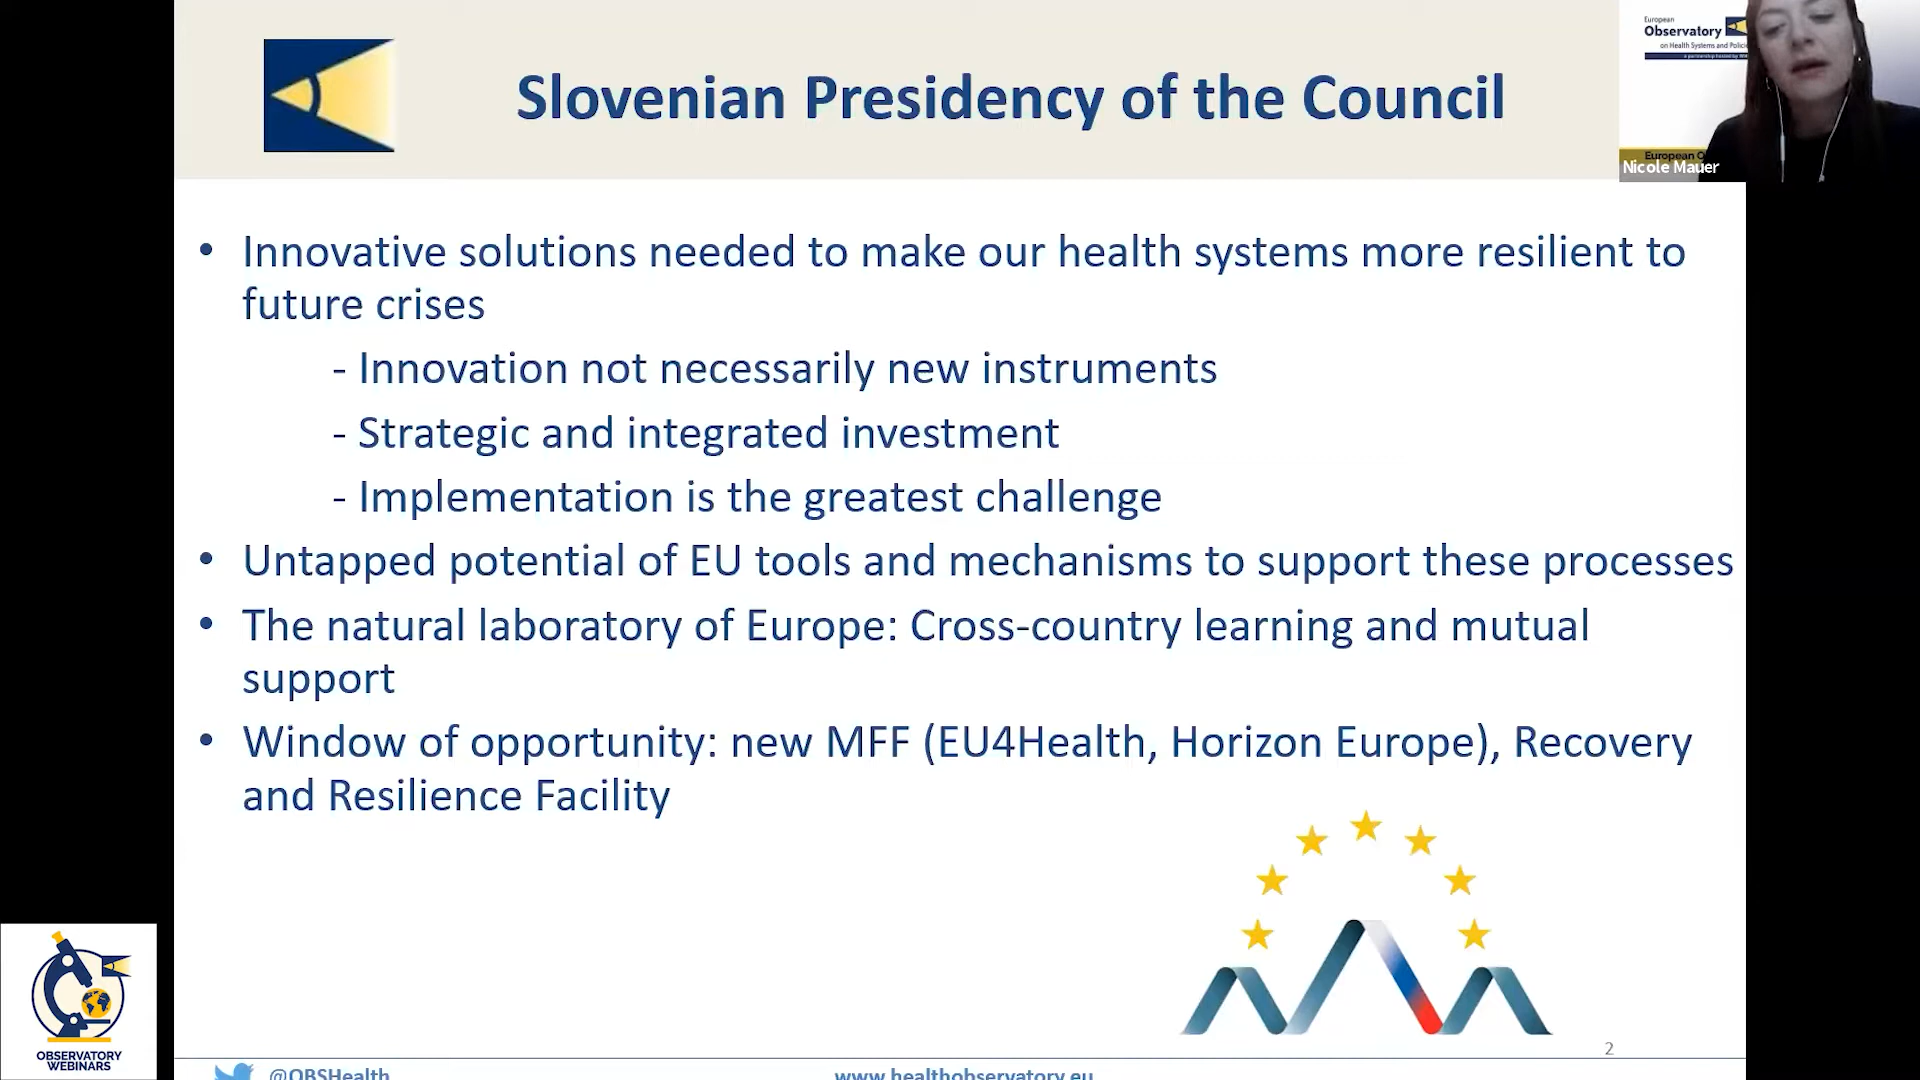 Slovenian Presidency of the Council
European
Observatory
on Health Systems and Policie
European O
Nicole Mauer
• Innovative solutions needed to make our health systems more resilient to
future crises
- Innovation not necessarily new instruments
- Strategic and integrated investment
- Implementation is the greatest challenge
• Untapped potential of EU tools and mechanisms to support these processes
• The natural laboratory of Europe: Cross-country learning and mutual
support
• Window of opportunity: new MFF (EU4Health, Horizon Europe), Recovery
and Resilience Facility
OBSERVATORY
WEBINARS
2
@OBSHealth
www.healthobservatory.eu